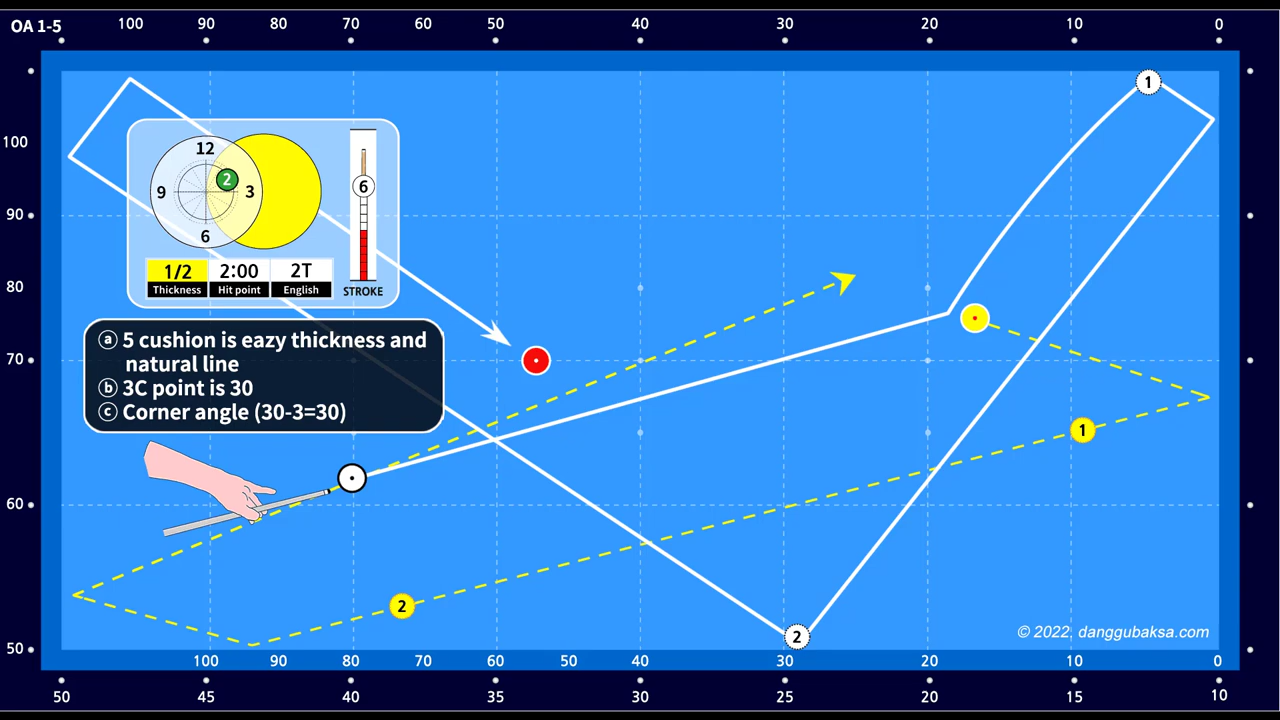 OA 1-5
100 90 80 70 60 50 40 30 20 10 0
100
90
80
70
60
50
1
12
9 2 3
6
6
1/2 2:00 2T
Thickness Hit point English
STROKE
ⓐ 5 cushion is eazy thickness and
natural line
ⓑ 3C point is 30
ⓒ Corner angle (30-3=30)
1
2
2
© 2022. danggubaksa.com
100 90 80 70 60 50 40 30 20 10 0
50 45 40 35 30 25 20 15 10